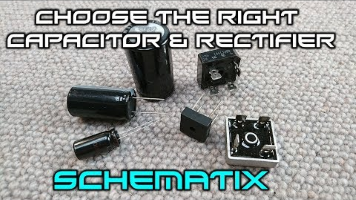 CHOOSE THE RIGHT
CAPACITOR & RECTIFIER
SCHEMATIX